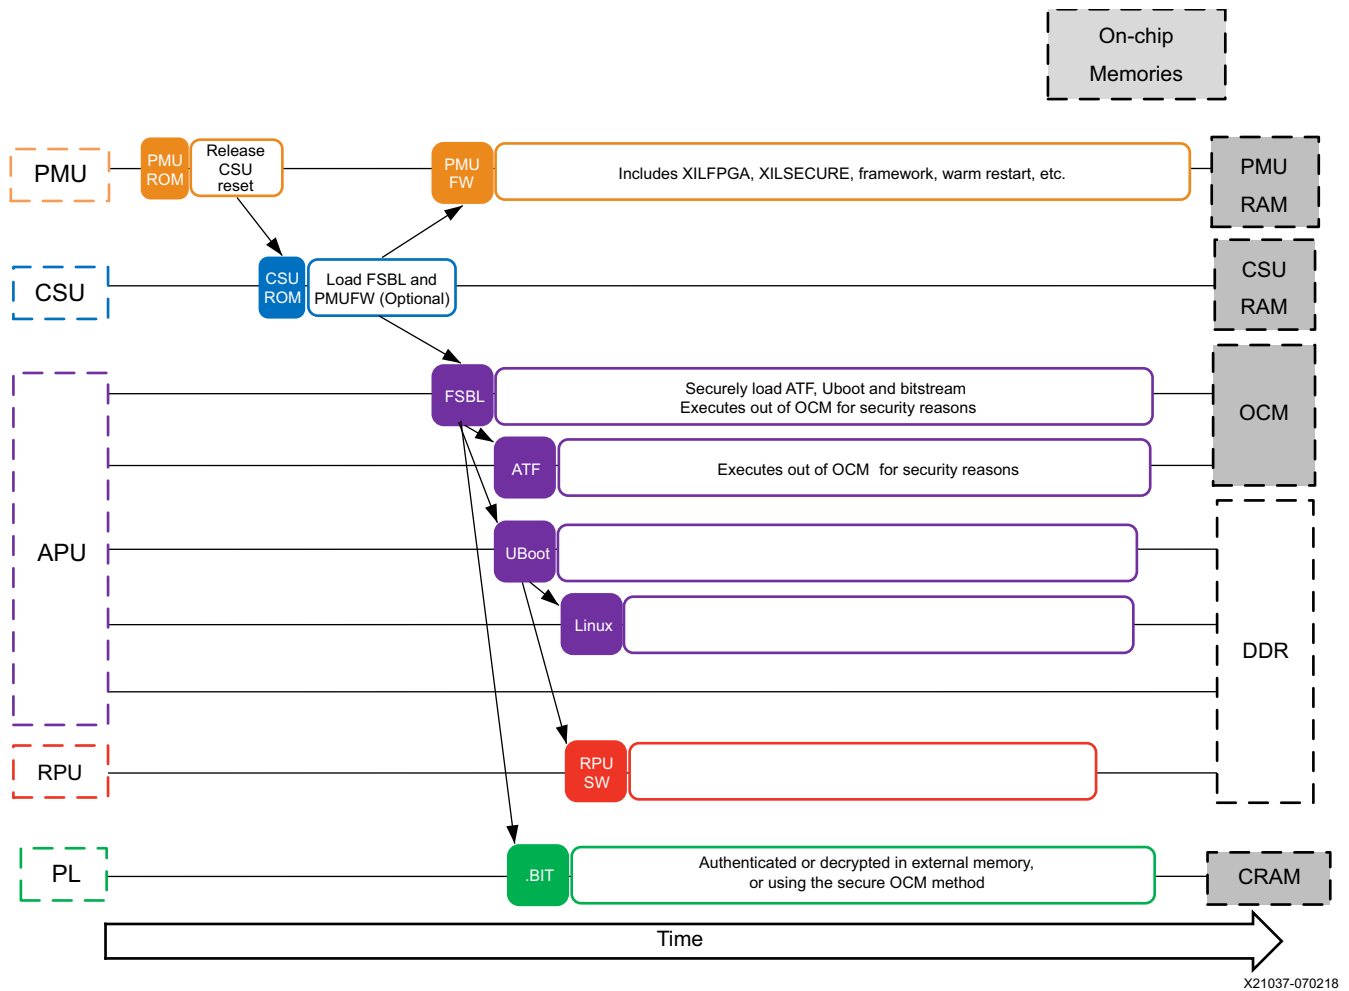 On-chip
Memories
PMU
PMU
ROM
Release
CSU
reset
PMU
FW
Includes XILFPGA, XILSECURE, framework, warm restart, etc.
PMU
RAM
CSU
CSU
ROM
Load FSBL and
PMUFW (Optional)
CSU
RAM
APU
FSBL
Securely load ATF, Uboot and bitstream
Executes out of OCM for security reasons
OCM
ATF
Executes out of OCM for security reasons
UBoot
Linux
DDR
RPU
RPU
SW
PL
.BIT
Authenticated or decrypted in external memory,
or using the secure OCM method
CRAM
Time
X21037-070218